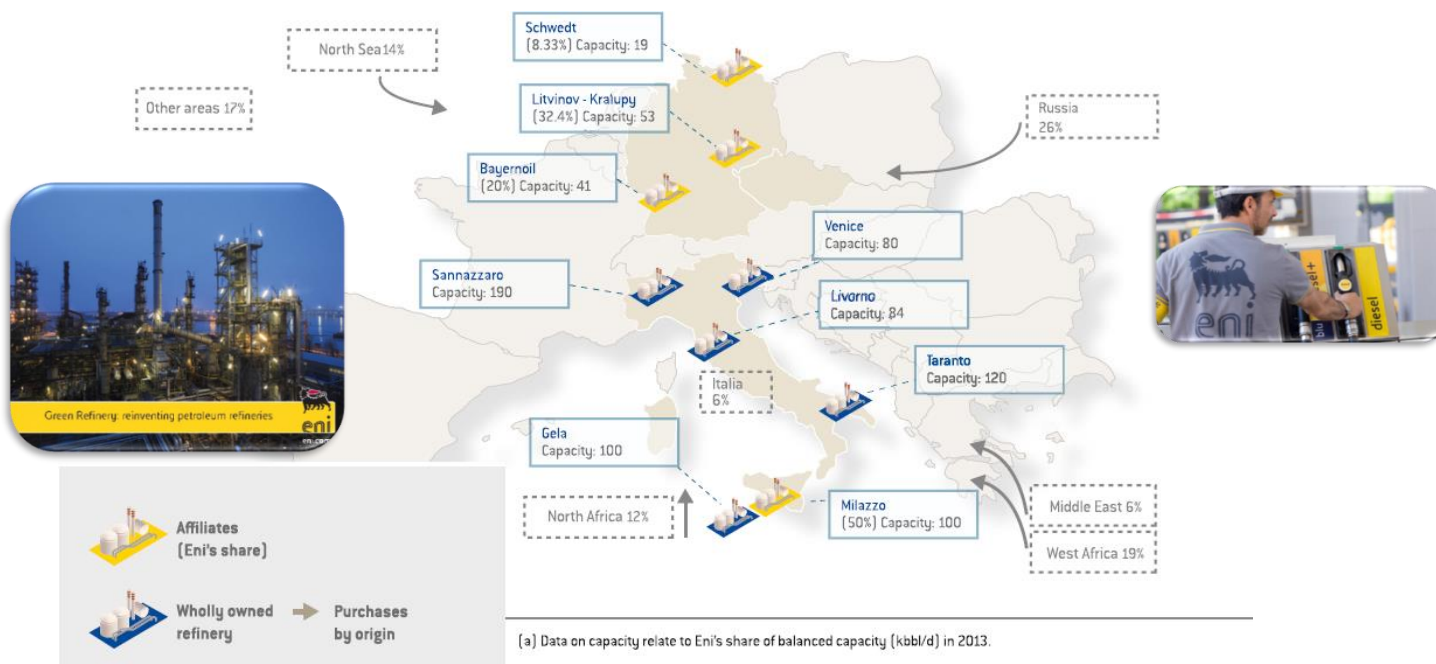 Schwedt
(8.33%) Capacity: 19
North Sea 14%
Other areas 17%
Litvinov - Kralupy
(32.4%) Capacity: 53
Russia
26%
Bayernoil
(20%) Capacity: 41
Venice
Capacity: 80
Sannazzaro
Capacity: 190
Livorno
Capacity: 84
Taranto
Capacity: 120
Italia
6%
Gela
Capacity: 100
North Africa 12%
Milazzo
(50%) Capacity: 100
Middle East 6%
West Africa 19%
Green Refinery: reinventing petroleum refineries
eni
eni.com
eni
diesel+
blu
diesel
Affiliates
(Eni's share)
Wholly owned
refinery
Purchases
by origin
(a) Data on capacity relate to Eni's share of balanced capacity (kbbl/d) in 2013.